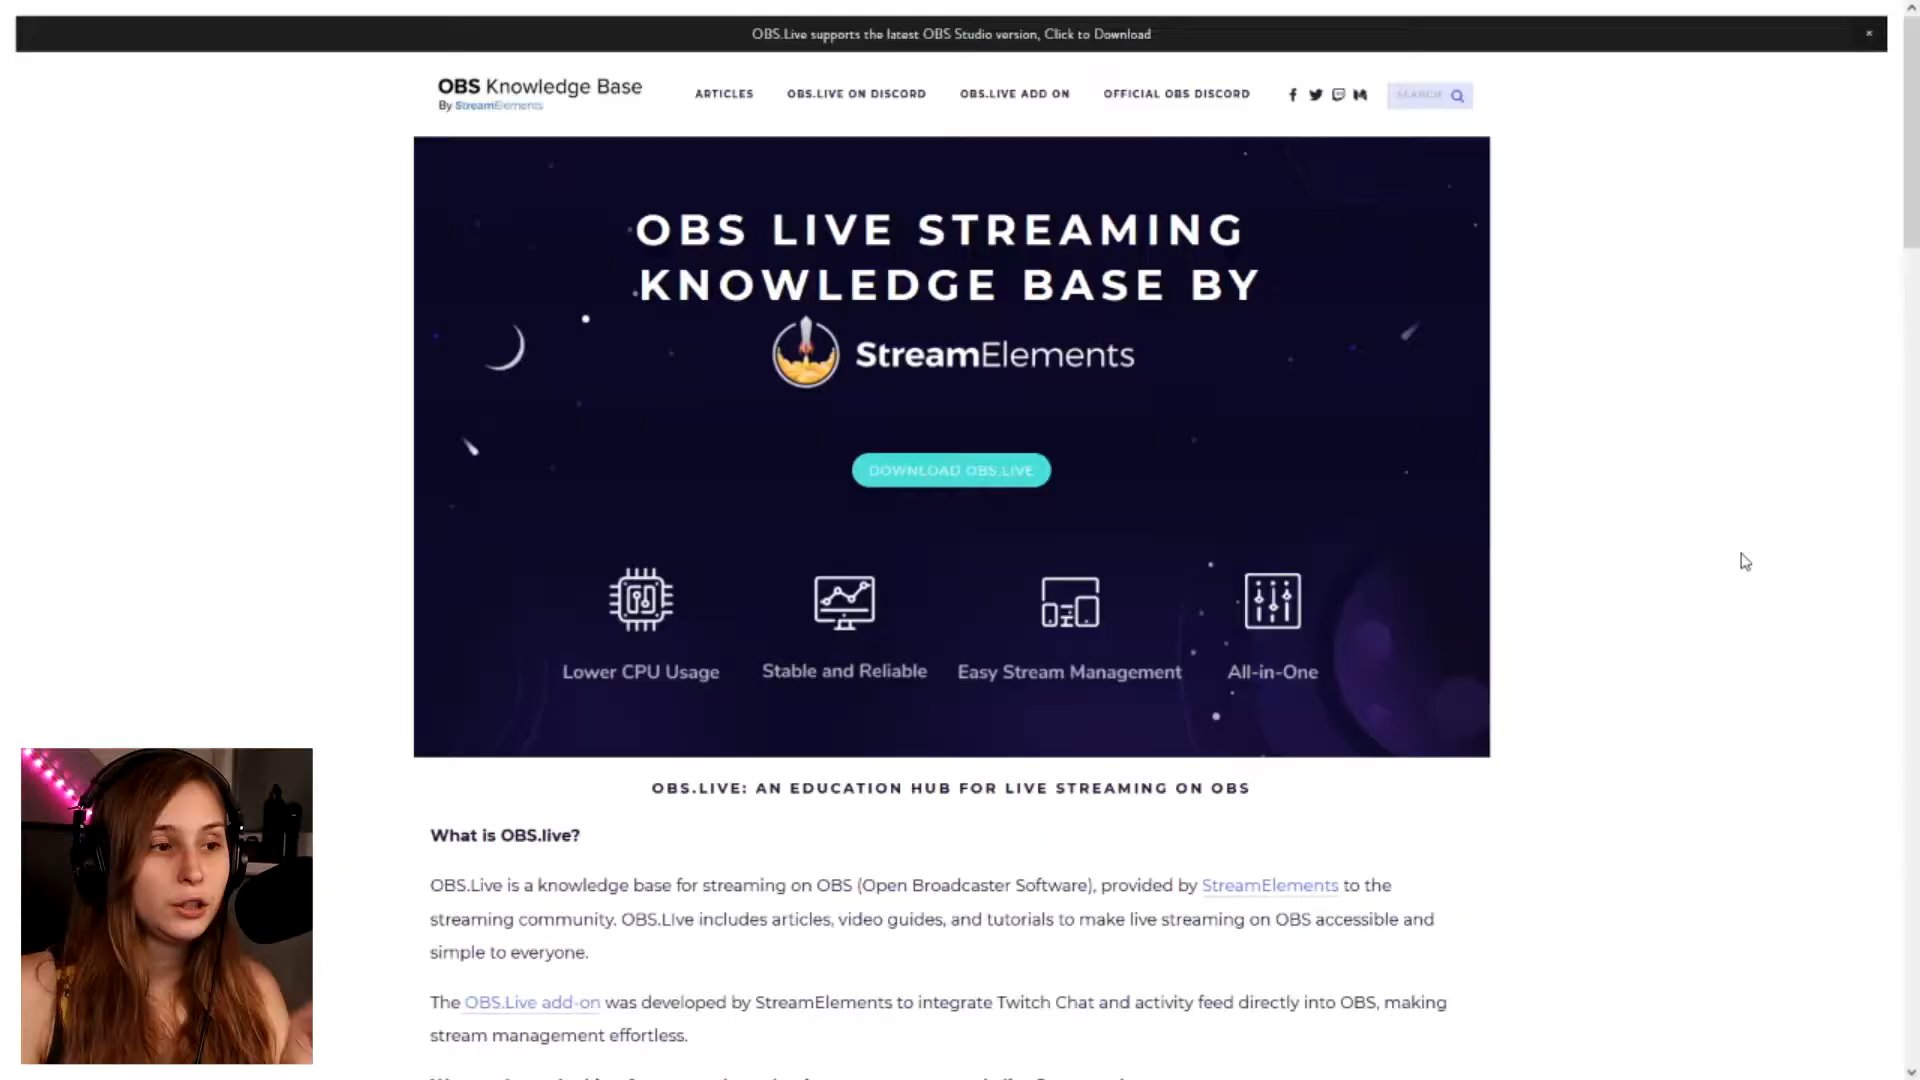 OBS.Live supports the latest OBS Studio version, Click to Download
×
OBS Knowledge Base
By StreamElements
ARTICLES
OBS.LIVE ON DISCORD
OBS.LIVE ADD ON
OFFICIAL OBS DISCORD
SEARCH
OBS LIVE STREAMING
KNOWLEDGE BASE BY
StreamElements
DOWNLOAD OBS.LIVE
Lower CPU Usage
Stable and Reliable
Easy Stream Management
All-in-One
OBS.LIVE: AN EDUCATION HUB FOR LIVE STREAMING ON OBS
What is OBS.live?
OBS.Live is a knowledge base for streaming on OBS (Open Broadcaster Software), provided by StreamElements to the
streaming community. OBS.LIve includes articles, video guides, and tutorials to make live streaming on OBS accessible and
simple to everyone.
The OBS.Live add-on was developed by StreamElements to integrate Twitch Chat and activity feed directly into OBS, making
stream management effortless.